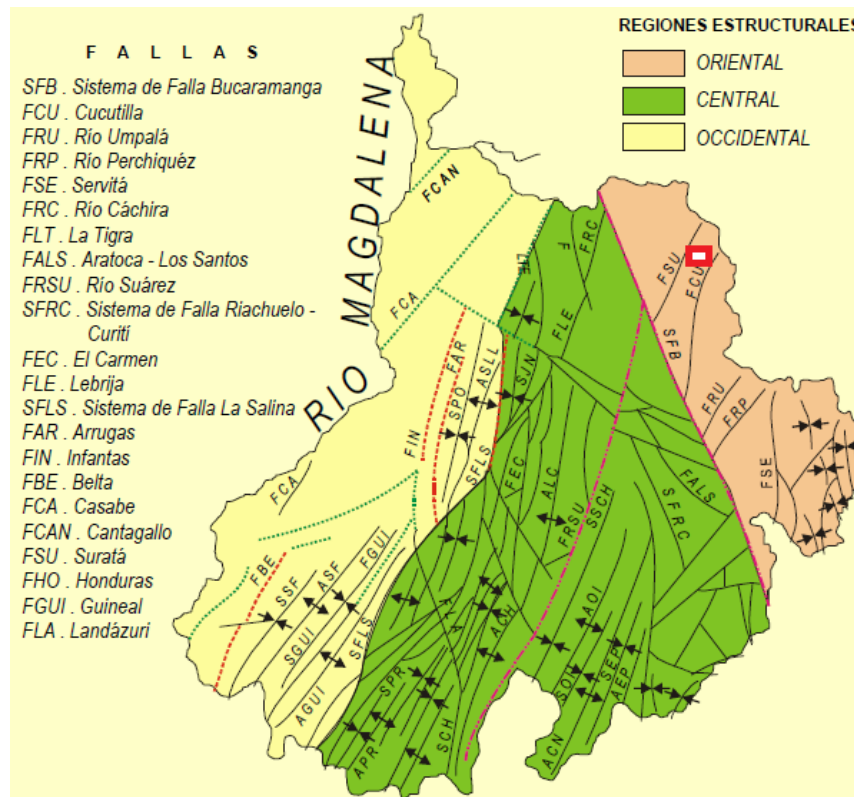 F A L L A S
SFB . Sistema de Falla Bucaramanga
FCU . Cucutilla
FRU . Río Umpalá
FRP . Río Perchiquéz
FSE . Servitá
FRC . Río Cáchira
FLT . La Tigra
FALS . Aratoca - Los Santos
FRSU . Río Suárez
SFRC . Sistema de Falla Riachuelo -
Curití
FEC . El Carmen
FLE . Lebrija
SFLS . Sistema de Falla La Salina
FAR . Arrugas
FIN . Infantas
FBE . Belta
FCA . Casabe
FCAN . Cantagallo
FSU . Suratá
FHO . Honduras
FGUI . Guineal
FLA . Landázuri
REGIONES ESTRUCTURALES
ORIENTAL
CENTRAL
OCCIDENTAL
RIO MAGDALENA
FCAN
FCA
F
FRC
FLE
FSU
FCU
SFB
FAR
SPO
ASLL
SJN
FIN
SFLS
FRU
FRP
FSE
FCA
FEC
ALC
FRSU
SSCH
FALS
SFRC
FBE
SSF
ASF
FGUI
SGUI
SFLS
AGUI
FLA
ACH
AOI
SPR
SCH
APR
SOI
SEP
AEP
ACN